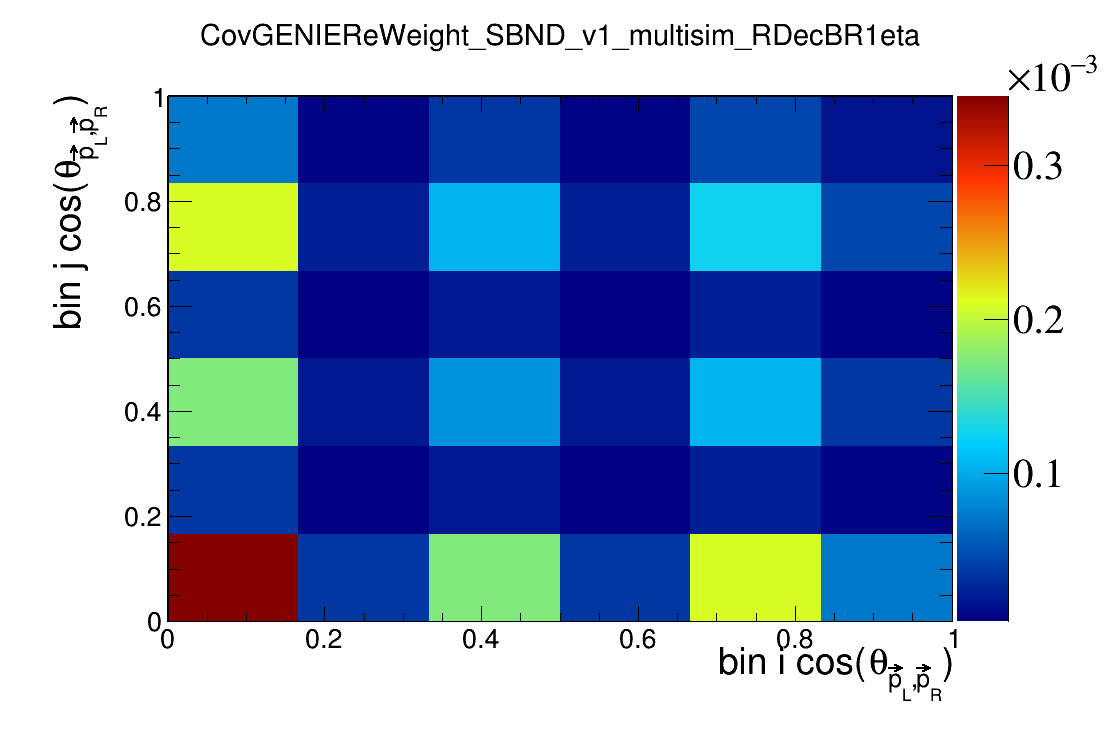 CovGENIEReWeight_SBND_v1_multisim_RDecBR1eta
×10⁻³
bin j cos(θ_{p⃗_L,p⃗_R})
1
0.8
0.6
0.4
0.2
0
0 0.2 0.4 0.6 0.8 1
bin i cos(θ_{p⃗_L,p⃗_R})
0.3
0.2
0.1